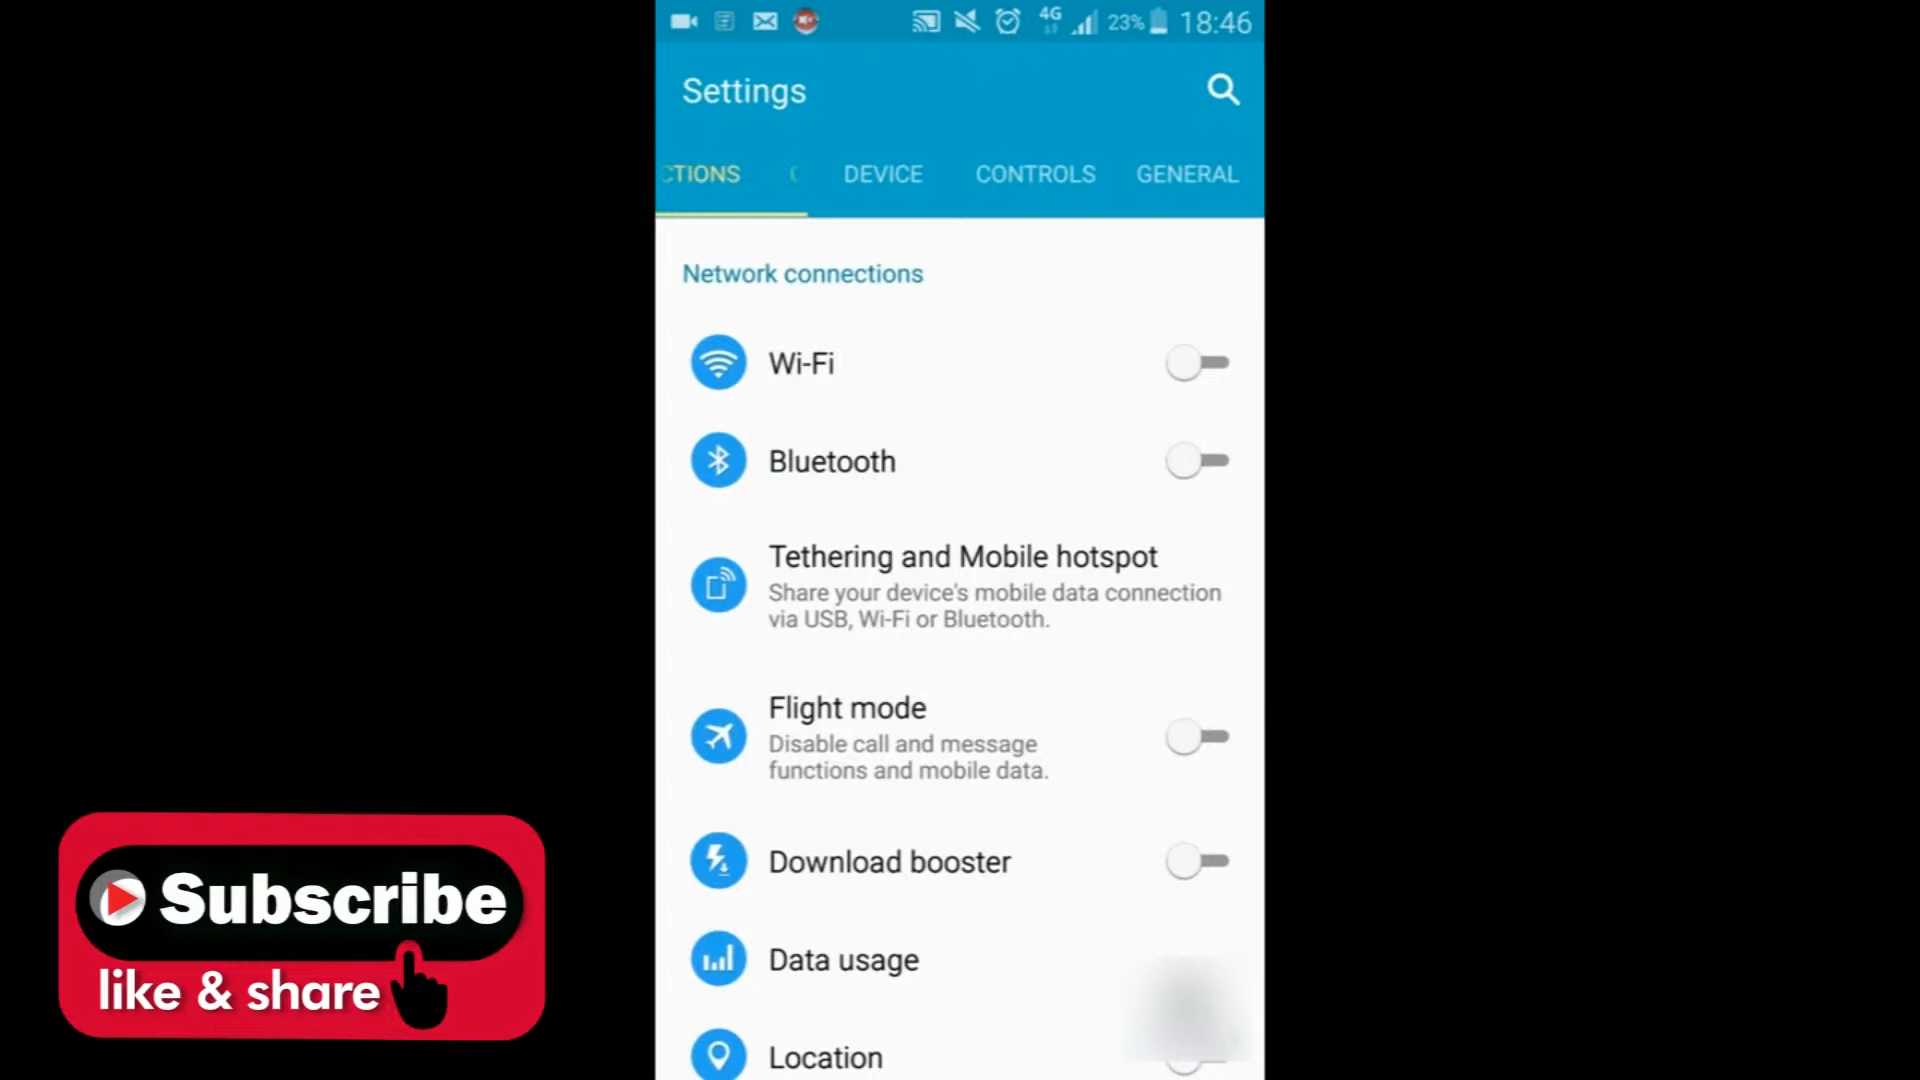 4G 23% 18:46
Settings
CTIONS C DEVICE CONTROLS GENERAL
Network connections
Wi-Fi
Bluetooth
Tethering and Mobile hotspot
Share your device's mobile data connection
via USB, Wi-Fi or Bluetooth.
Flight mode
Disable call and message
functions and mobile data.
Download booster
Data usage
Location
Subscribe
like & share